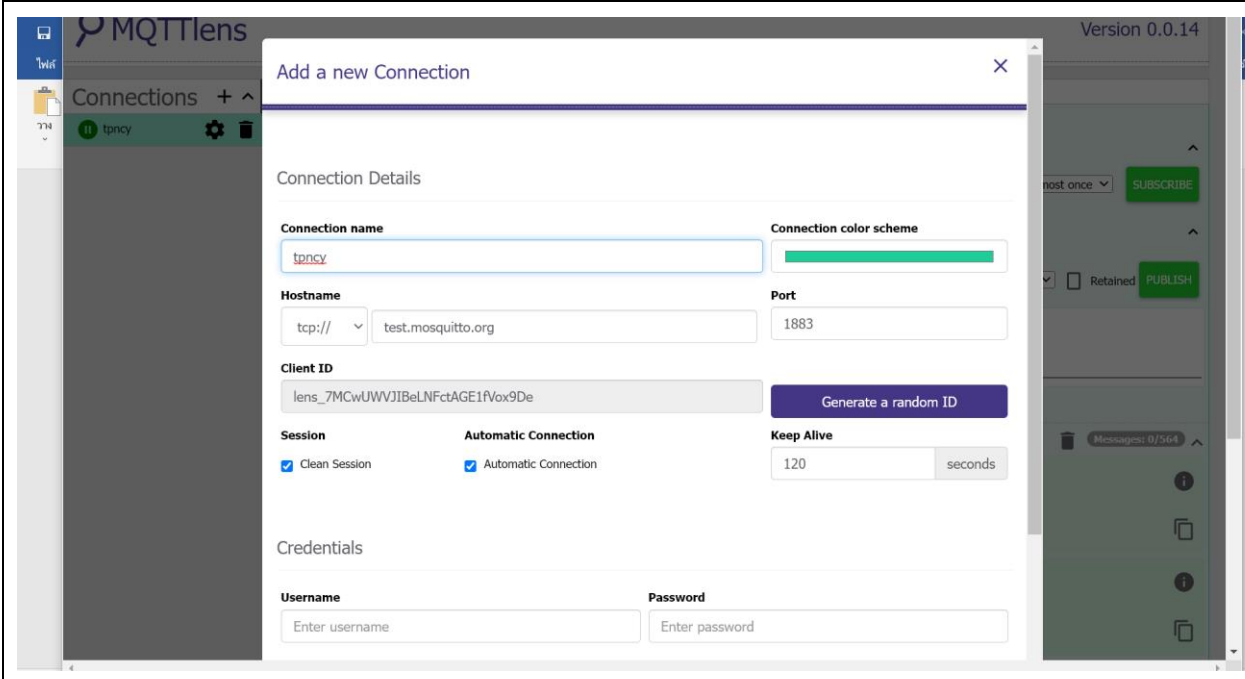 MQTTlens
Version 0.0.14
ไฟล์
วาง
Connections
tpncy
Add a new Connection
Connection Details
Connection name
Connection color scheme
tpncy
Hostname
Port
tcp://
test.mosquitto.org
1883
Client ID
lens_7MCwUWVJIBeLNFctAGE1fVox9De
Generate a random ID
Session
Automatic Connection
Keep Alive
Clean Session
Automatic Connection
120
seconds
Credentials
Username
Password
Enter username
Enter password
most once
SUBSCRIBE
Retained
PUBLISH
Messages: 0/564